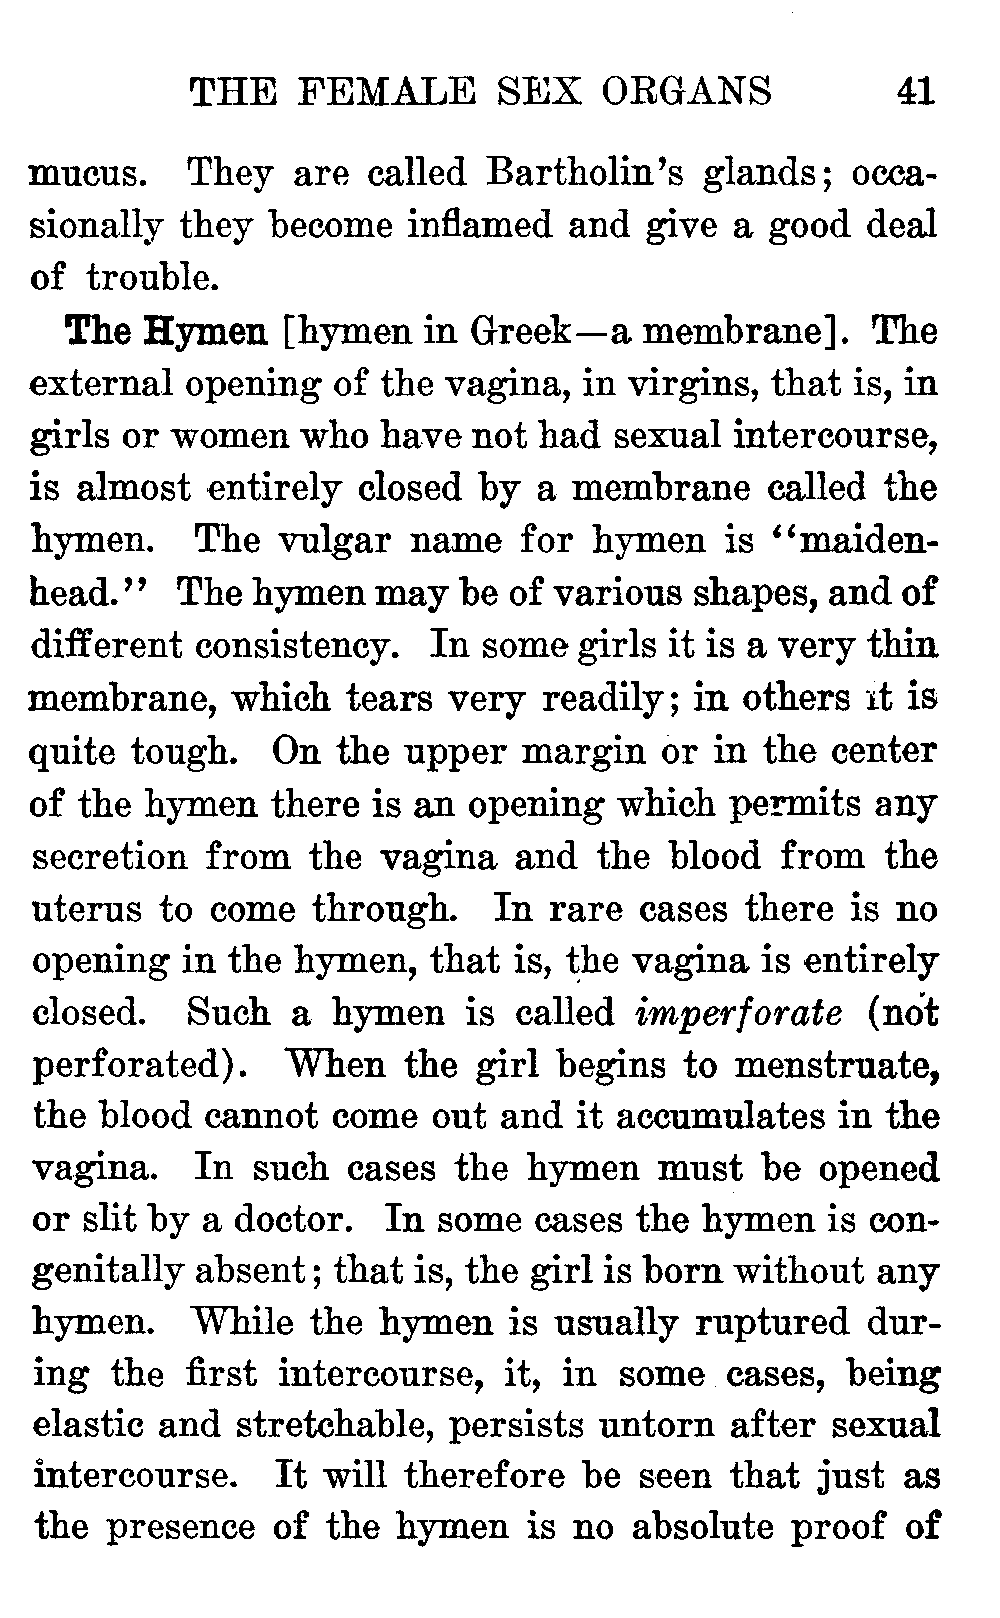 THE FEMALE SEX ORGANS 41
mucus. They are called Bartholin's glands; occa-
sionally they become inflamed and give a good deal
of trouble.
The Hymen [hymen in Greek—a membrane]. The
external opening of the vagina, in virgins, that is, in
girls or women who have not had sexual intercourse,
is almost entirely closed by a membrane called the
hymen. The vulgar name for hymen is "maiden-
head." The hymen may be of various shapes, and of
different consistency. In some girls it is a very thin
membrane, which tears very readily; in others it is
quite tough. On the upper margin or in the center
of the hymen there is an opening which permits any
secretion from the vagina and the blood from the
uterus to come through. In rare cases there is no
opening in the hymen, that is, the vagina is entirely
closed. Such a hymen is called imperforate (not
perforated). When the girl begins to menstruate,
the blood cannot come out and it accumulates in the
vagina. In such cases the hymen must be opened
or slit by a doctor. In some cases the hymen is con-
genitally absent; that is, the girl is born without any
hymen. While the hymen is usually ruptured dur-
ing the first intercourse, it, in some cases, being
elastic and stretchable, persists untorn after sexual
intercourse. It will therefore be seen that just as
the presence of the hymen is no absolute proof of